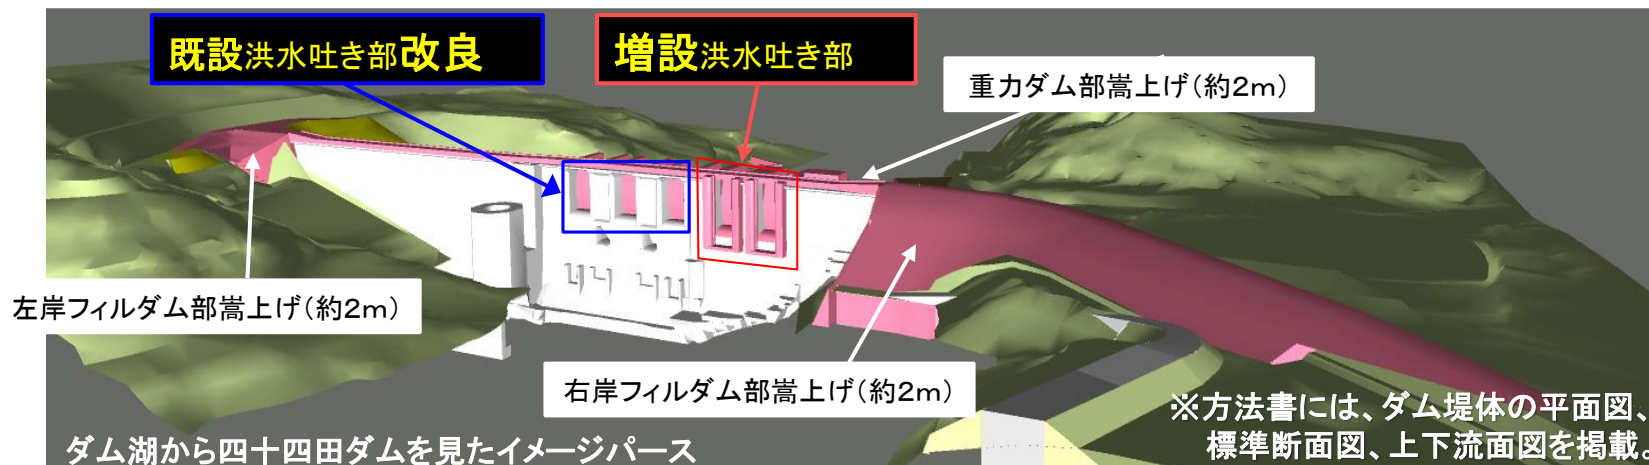 既設洪水吐き部改良
増設洪水吐き部
重力ダム部嵩上げ(約2m)
左岸フィルダム部嵩上げ(約2m)
右岸フィルダム部嵩上げ(約2m)
※方法書には、ダム堤体の平面図、
標準断面図、上下流面図を掲載。
ダム湖から四十四田ダムを見たイメージパース